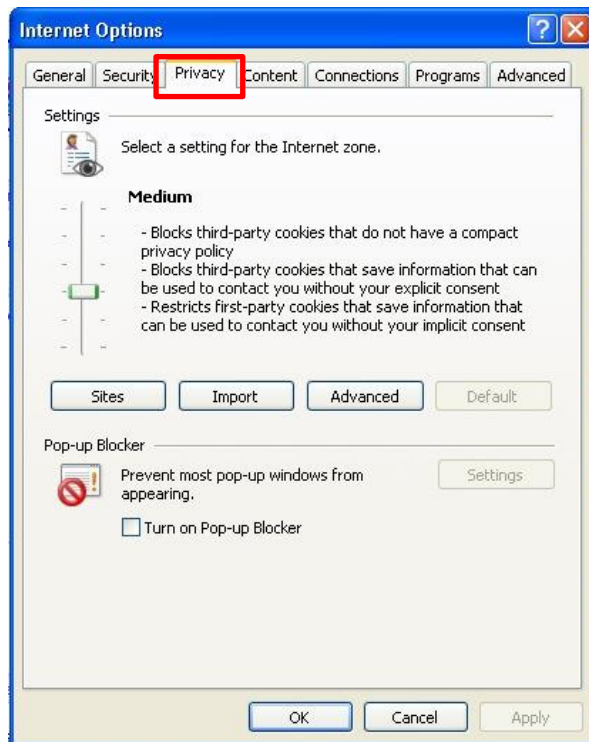 Internet Options
General Security Privacy Content Connections Programs Advanced
Settings
Select a setting for the Internet zone.
Medium
- Blocks third-party cookies that do not have a compact
privacy policy
- Blocks third-party cookies that save information that can
be used to contact you without your explicit consent
- Restricts first-party cookies that save information that
can be used to contact you without your implicit consent
Sites Import Advanced Default
Pop-up Blocker
Prevent most pop-up windows from
appearing.
Settings
Turn on Pop-up Blocker
OK Cancel Apply